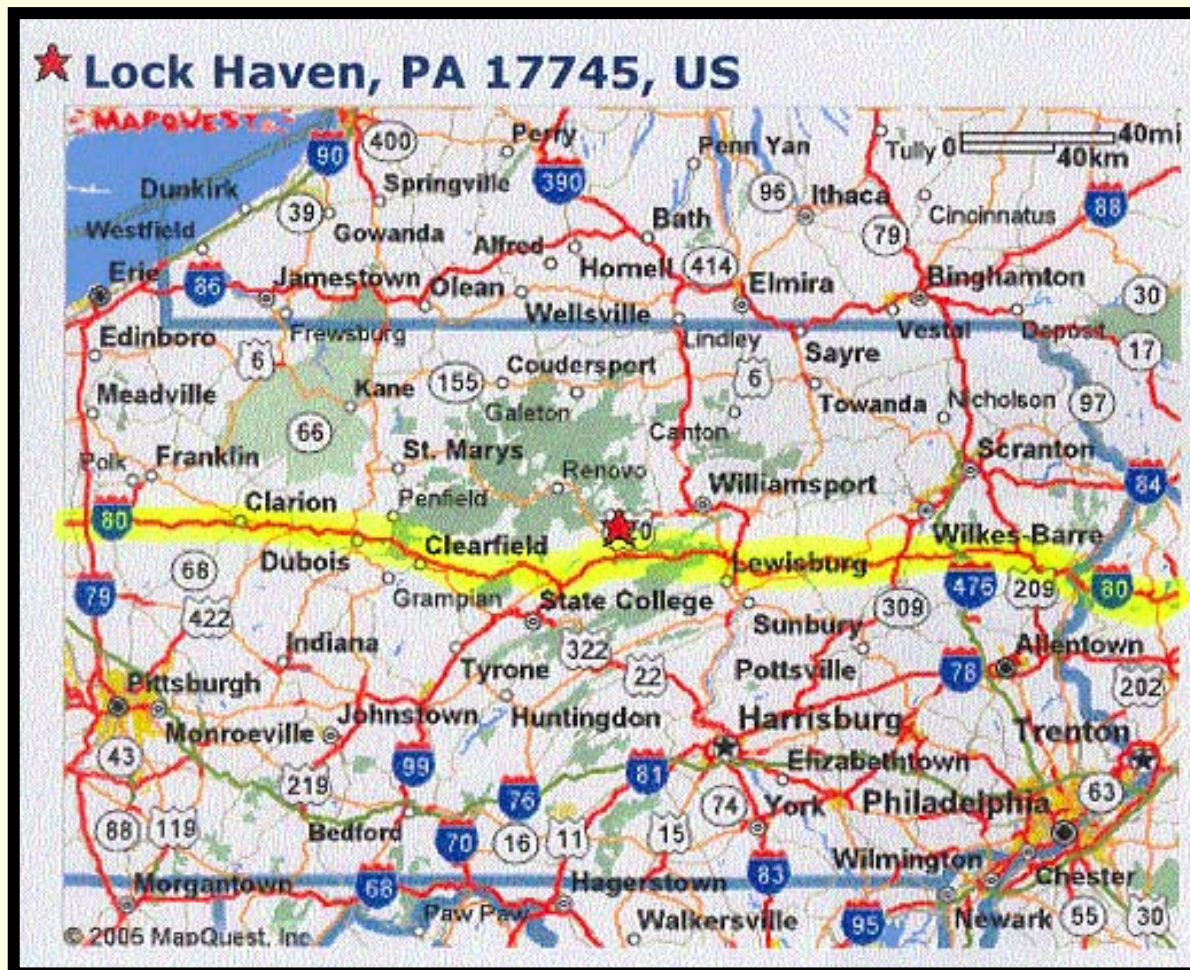 Lock Haven, PA 17745, US
MAPQUEST
40mi
0
40km
90
400
Perry
Penn Yan
Tully
Dunkirk
Springville
390
96
Ithaca
39
Cincinnatus
88
Westfield
Gowanda
Alfred
Bath
79
Erie
86
Jamestown
Hornell
414
Elmira
Binghamton
Olean
30
Edinboro
Frewsburg
Wellsville
Lindley
Vestal
Deposit
6
Coudersport
Sayre
17
Meadville
Kane
155
Galeton
6
Towanda
Nicholson
97
66
Canton
Polk
Franklin
St. Marys
Renovo
Scranton
Clarion
Penfield
Williamsport
84
80
Dubois
Clearfield
Wilkes-Barre
Lewisburg
68
79
Grampian
State College
476
209
80
422
309
Indiana
322
Sunbury
Allentown
Tyrone
22
Pottsville
78
202
Pittsburgh
Johnstown
Huntingdon
Harrisburg
Trenton
Monroeville
43
99
81
Elizabethtown
219
76
74
York
Philadelphia
63
88
119
Bedford
70
16
11
15
Wilmington
Morgantown
68
Hagerstown
83
Chester
Paw Paw
Walkersville
95
Newark
55
30
© 2005 MapQuest, Inc